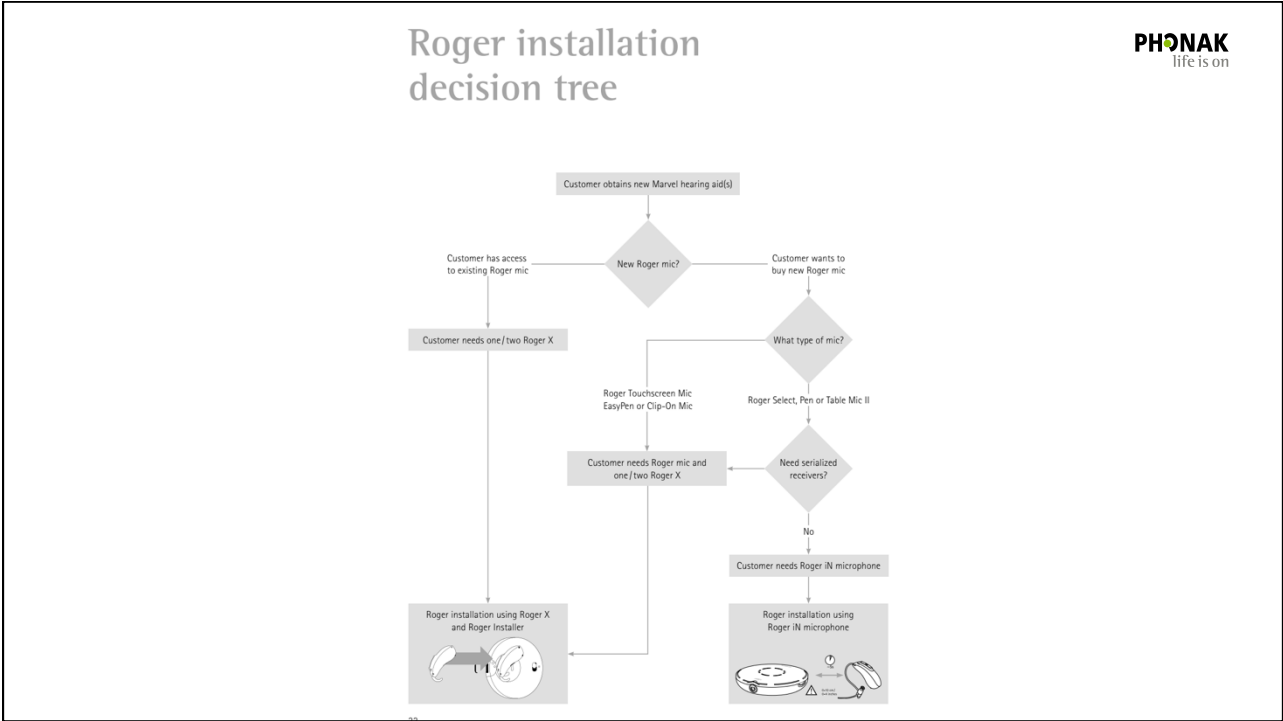 Roger installation
decision tree
PHONAK
life is on
Customer obtains new Marvel hearing aid(s)
New Roger mic?
Customer has access
to existing Roger mic
Customer wants to
buy new Roger mic
Customer needs one/two Roger X
What type of mic?
Roger Touchscreen Mic
EasyPen or Clip-On Mic
Roger Select, Pen or Table Mic II
Customer needs Roger mic and
one/two Roger X
Need serialized
receivers?
No
Customer needs Roger iN microphone
Roger installation using Roger X
and Roger Installer
Roger installation using
Roger iN microphone